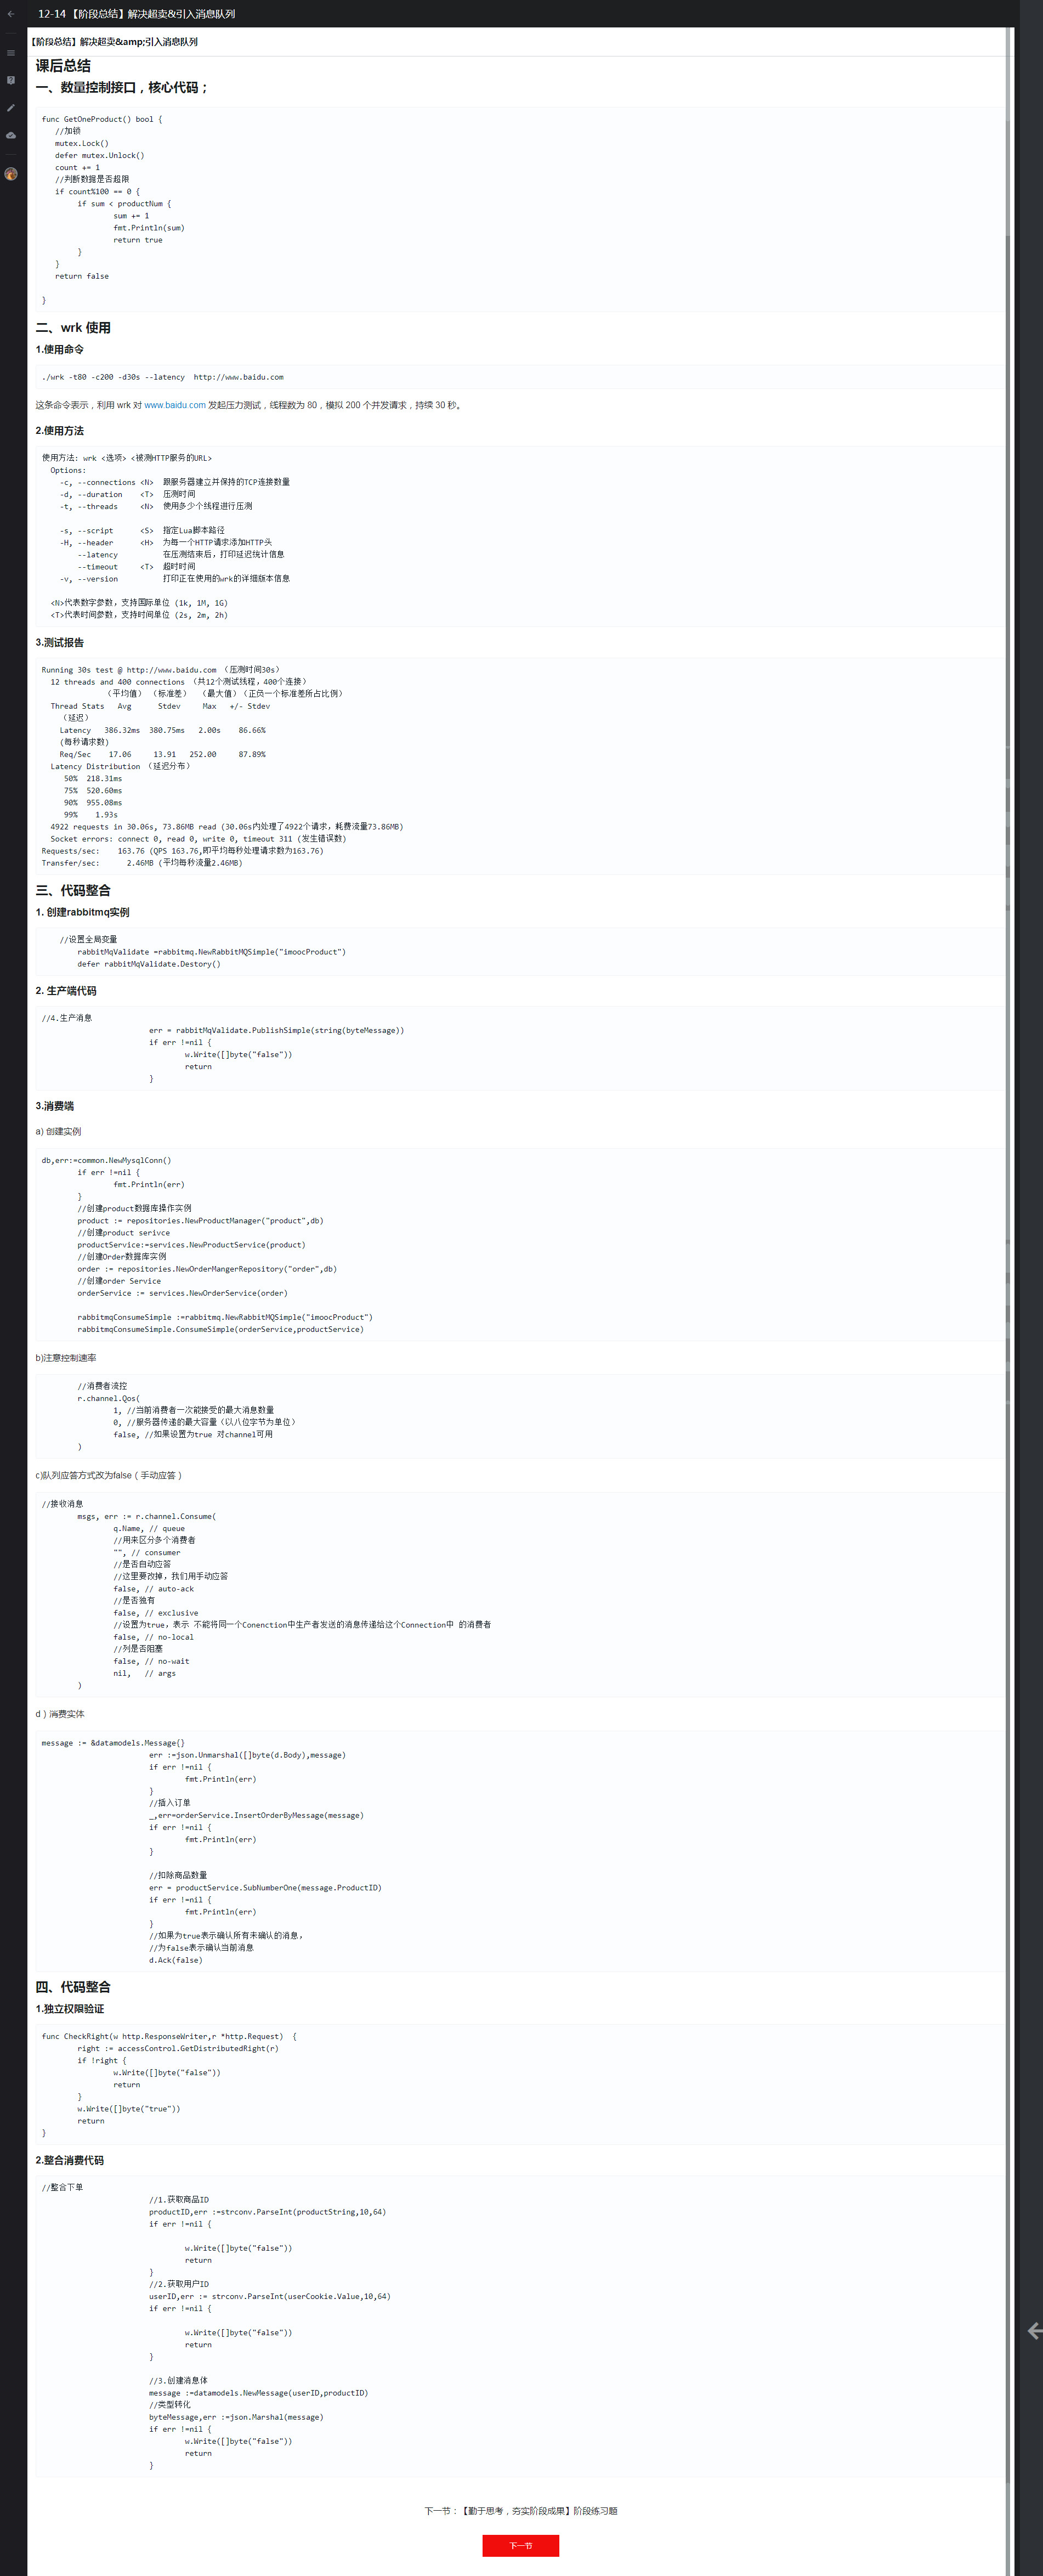 12-14 【阶段总结】解决超卖&引入消息队列
【阶段总结】解决超卖&amp;引入消息队列
课后总结
一、数量控制接口，核心代码；
func GetOneProduct() bool {
   //加锁
   mutex.Lock()
   defer mutex.Unlock()
   count += 1
   //判断数据是否超限
   if count%100 == 0 {
        if sum < productNum {
                sum += 1
                fmt.Println(sum)
                return true
        }
   }
   return false
}
二、wrk 使用
1.使用命令
./wrk -t80 -c200 -d30s --latency  http://www.baidu.com
这条命令表示，利用 wrk 对 www.baidu.com 发起压力测试，线程数为 80，模拟 200 个并发请求，持续 30 秒。
2.使用方法
使用方法: wrk <选项> <被测HTTP服务的URL>
  Options:
    -c, --connections <N>  跟服务器建立并保持的TCP连接数量
    -d, --duration    <T>  压测时间
    -t, --threads     <N>  使用多少个线程进行压测
    -s, --script      <S>  指定Lua脚本路径
    -H, --header      <H>  为每一个HTTP请求添加HTTP头
        --latency          在压测结束后，打印延迟统计信息
        --timeout     <T>  超时时间
    -v, --version          打印正在使用的wrk的详细版本信息
  <N>代表数字参数，支持国际单位 (1k, 1M, 1G)
  <T>代表时间参数，支持时间单位 (2s, 2m, 2h)
3.测试报告
Running 30s test @ http://www.baidu.com （压测时间30s）
  12 threads and 400 connections （共12个测试线程，400个连接）
              （平均值） （标准差）  （最大值）（正负一个标准差所占比例）
  Thread Stats   Avg      Stdev     Max   +/- Stdev
    （延迟）
    Latency   386.32ms  380.75ms   2.00s    86.66%
    (每秒请求数)
    Req/Sec    17.06     13.91   252.00     87.89%
  Latency Distribution （延迟分布）
     50%  218.31ms
     75%  520.60ms
     90%  955.08ms
     99%    1.93s
  4922 requests in 30.06s, 73.86MB read (30.06s内处理了4922个请求，耗费流量73.86MB)
  Socket errors: connect 0, read 0, write 0, timeout 311 (发生错误数)
Requests/sec:    163.76 (QPS 163.76,即平均每秒处理请求数为163.76)
Transfer/sec:      2.46MB (平均每秒流量2.46MB)
三、代码整合
1. 创建rabbitmq实例
    //设置全局变量
        rabbitMqValidate =rabbitmq.NewRabbitMQSimple("imoocProduct")
        defer rabbitMqValidate.Destory()
2. 生产端代码
//4.生产消息
                        err = rabbitMqValidate.PublishSimple(string(byteMessage))
                        if err !=nil {
                                w.Write([]byte("false"))
                                return
                        }
3.消费端
a) 创建实例
db,err:=common.NewMysqlConn()
        if err !=nil {
                fmt.Println(err)
        }
        //创建product数据库操作实例
        product := repositories.NewProductManager("product",db)
        //创建product serivce
        productService:=services.NewProductService(product)
        //创建Order数据库实例
        order := repositories.NewOrderMangerRepository("order",db)
        //创建order Service
        orderService := services.NewOrderService(order)
        rabbitmqConsumeSimple :=rabbitmq.NewRabbitMQSimple("imoocProduct")
        rabbitmqConsumeSimple.ConsumeSimple(orderService,productService)
b)注意控制速率
        //消费者流控
        r.channel.Qos(
                1, //当前消费者一次能接受的最大消息数量
                0, //服务器传递的最大容量（以八位字节为单位）
                false, //如果设置为true 对channel可用
        )
c)队列应答方式改为false（手动应答）
//接收消息
        msgs, err := r.channel.Consume(
                q.Name, // queue
                //用来区分多个消费者
                "", // consumer
                //是否自动应答
                //这里要改掉，我们用手动应答
                false, // auto-ack
                //是否独有
                false, // exclusive
                //设置为true，表示 不能将同一个Conenction中生产者发送的消息传递给这个Connection中 的消费者
                false, // no-local
                //列是否阻塞
                false, // no-wait
                nil,   // args
        )
d）消费实体
message := &datamodels.Message{}
                        err :=json.Unmarshal([]byte(d.Body),message)
                        if err !=nil {
                                fmt.Println(err)
                        }
                        //插入订单
                        _,err=orderService.InsertOrderByMessage(message)
                        if err !=nil {
                                fmt.Println(err)
                        }
                        //扣除商品数量
                        err = productService.SubNumberOne(message.ProductID)
                        if err !=nil {
                                fmt.Println(err)
                        }
                        //如果为true表示确认所有未确认的消息，
                        //为false表示确认当前消息
                        d.Ack(false)
四、代码整合
1.独立权限验证
func CheckRight(w http.ResponseWriter,r *http.Request)  {
        right := accessControl.GetDistributedRight(r)
        if !right {
                w.Write([]byte("false"))
                return
        }
        w.Write([]byte("true"))
        return
}
2.整合消费代码
//整合下单
                        //1.获取商品ID
                        productID,err :=strconv.ParseInt(productString,10,64)
                        if err !=nil {
                                w.Write([]byte("false"))
                                return
                        }
                        //2.获取用户ID
                        userID,err := strconv.ParseInt(userCookie.Value,10,64)
                        if err !=nil {
                                w.Write([]byte("false"))
                                return
                        }
                        //3.创建消息体
                        message :=datamodels.NewMessage(userID,productID)
                        //类型转化
                        byteMessage,err :=json.Marshal(message)
                        if err !=nil {
                                w.Write([]byte("false"))
                                return
                        }
下一节：【勤于思考，夯实阶段成果】阶段练习题
下一节